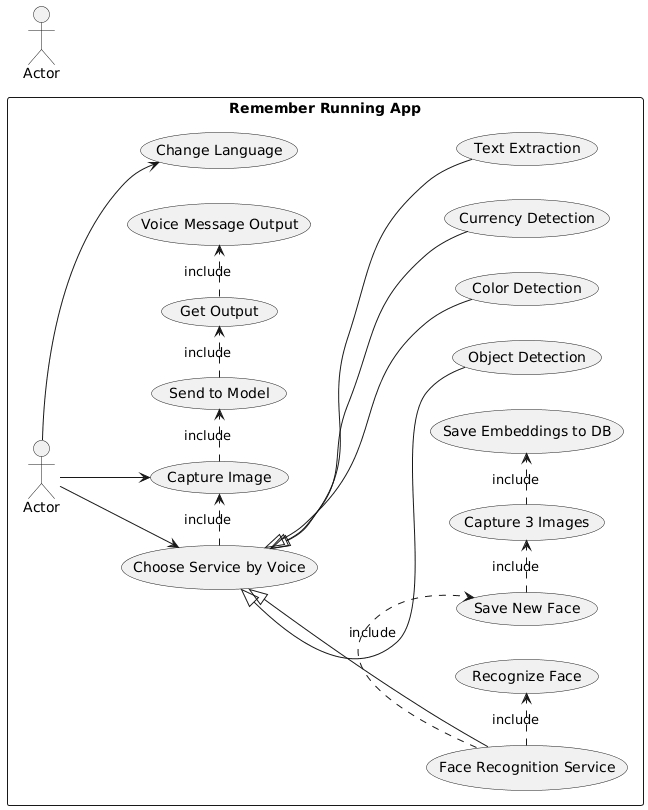 Actor
Remember Running App
Change Language
Text Extraction
Voice Message Output
Currency Detection
include
Get Output
Color Detection
include
Send to Model
Object Detection
include
Save Embeddings to DB
Actor
Capture Image
include
include
Capture 3 Images
Choose Service by Voice
include
Save New Face
include
Recognize Face
include
Face Recognition Service